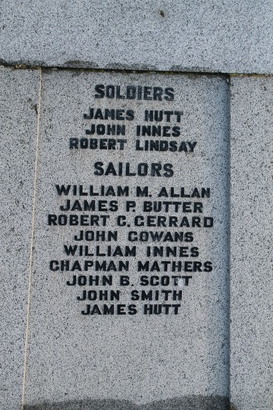 SOLDIERS
JAMES HUTT
JOHN INNES
ROBERT LINDSAY
SAILORS
WILLIAM M. ALLAN
JAMES P. BUTTER
ROBERT C. GERRARD
JOHN GOWANS
WILLIAM INNES
CHAPMAN MATHERS
JOHN B. SCOTT
JOHN SMITH
JAMES HUTT